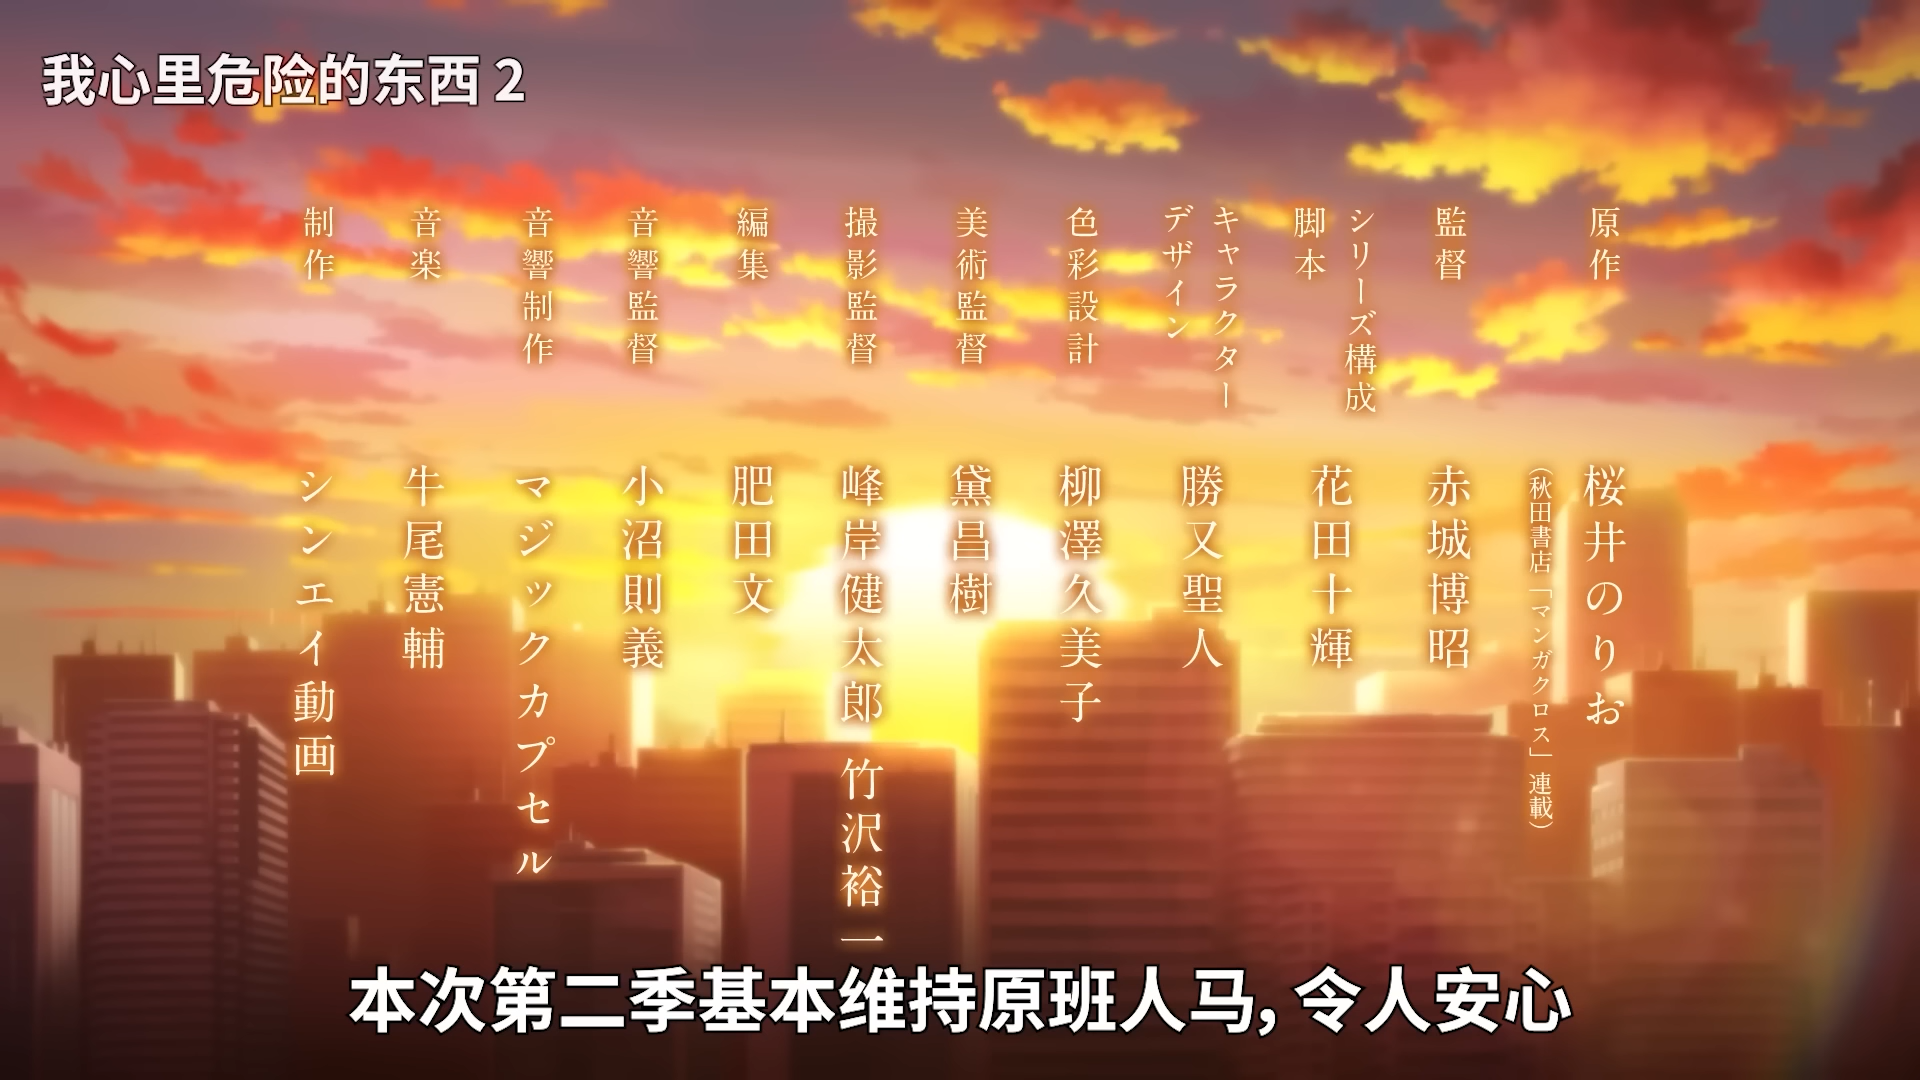 我心里危险的东西 2
原作
桜井のりお
(秋田書店「マンガクロス」連載)
監督
赤城博昭
シリーズ構成
脚本
花田十輝
キャラクター
デザイン
勝又聖人
色彩設計
柳澤久美子
美術監督
黛昌樹
撮影監督
峰岸健太郎 竹沢裕一
編集
肥田文
音響監督
小沼則義
音響制作
マジックカプセル
音楽
牛尾憲輔
制作
シンエイ動画
本次第二季基本维持原班人马, 令人安心